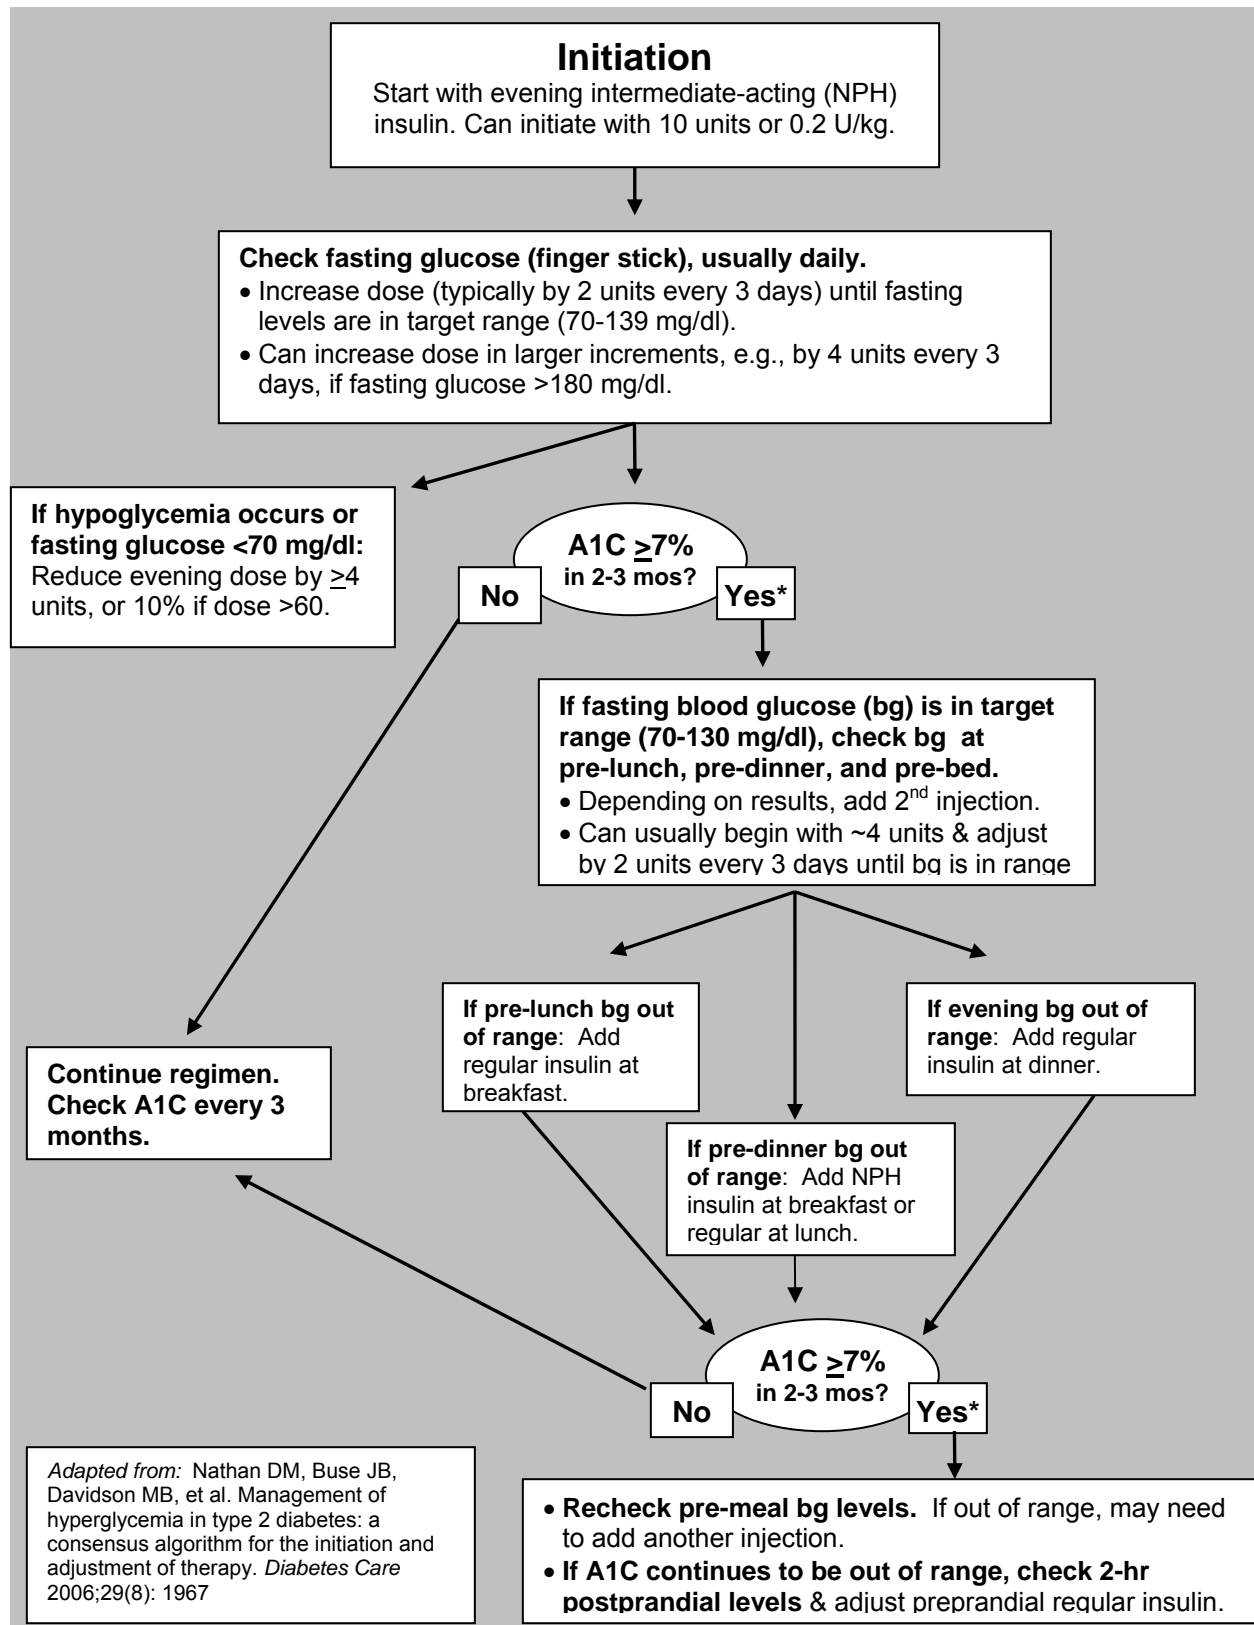 Initiation
Start with evening intermediate-acting (NPH)
insulin. Can initiate with 10 units or 0.2 U/kg.
Check fasting glucose (finger stick), usually daily.
• Increase dose (typically by 2 units every 3 days) until fasting
levels are in target range (70-139 mg/dl).
• Can increase dose in larger increments, e.g., by 4 units every 3
days, if fasting glucose >180 mg/dl.
If hypoglycemia occurs or
fasting glucose <70 mg/dl:
Reduce evening dose by ≥4
units, or 10% if dose >60.
A1C ≥7%
in 2-3 mos?
No
Yes*
If fasting blood glucose (bg) is in target
range (70-130 mg/dl), check bg at
pre-lunch, pre-dinner, and pre-bed.
• Depending on results, add 2nd injection.
• Can usually begin with ~4 units & adjust
by 2 units every 3 days until bg is in range
If pre-lunch bg out
of range: Add
regular insulin at
breakfast.
If evening bg out of
range: Add regular
insulin at dinner.
Continue regimen.
Check A1C every 3
months.
If pre-dinner bg out
of range: Add NPH
insulin at breakfast or
regular at lunch.
A1C ≥7%
in 2-3 mos?
No
Yes*
Adapted from: Nathan DM, Buse JB,
Davidson MB, et al. Management of
hyperglycemia in type 2 diabetes: a
consensus algorithm for the initiation and
adjustment of therapy. Diabetes Care
2006;29(8): 1967
• Recheck pre-meal bg levels. If out of range, may need
to add another injection.
• If A1C continues to be out of range, check 2-hr
postprandial levels & adjust preprandial regular insulin.